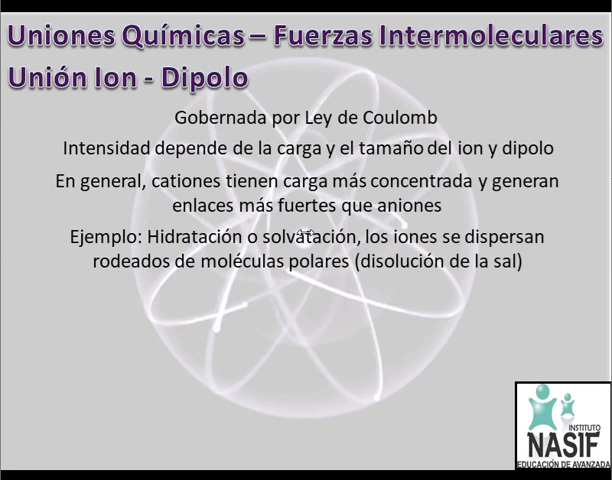 Uniones Químicas – Fuerzas Intermoleculares
Unión Ion - Dipolo
Gobernada por Ley de Coulomb
Intensidad depende de la carga y el tamaño del ion y dipolo
En general, cationes tienen carga más concentrada y generan
enlaces más fuertes que aniones
Ejemplo: Hidratación o solvatación, los iones se dispersan
rodeados de moléculas polares (disolución de la sal)
INSTITUTO
NASIF
EDUCACIÓN DE AVANZADA